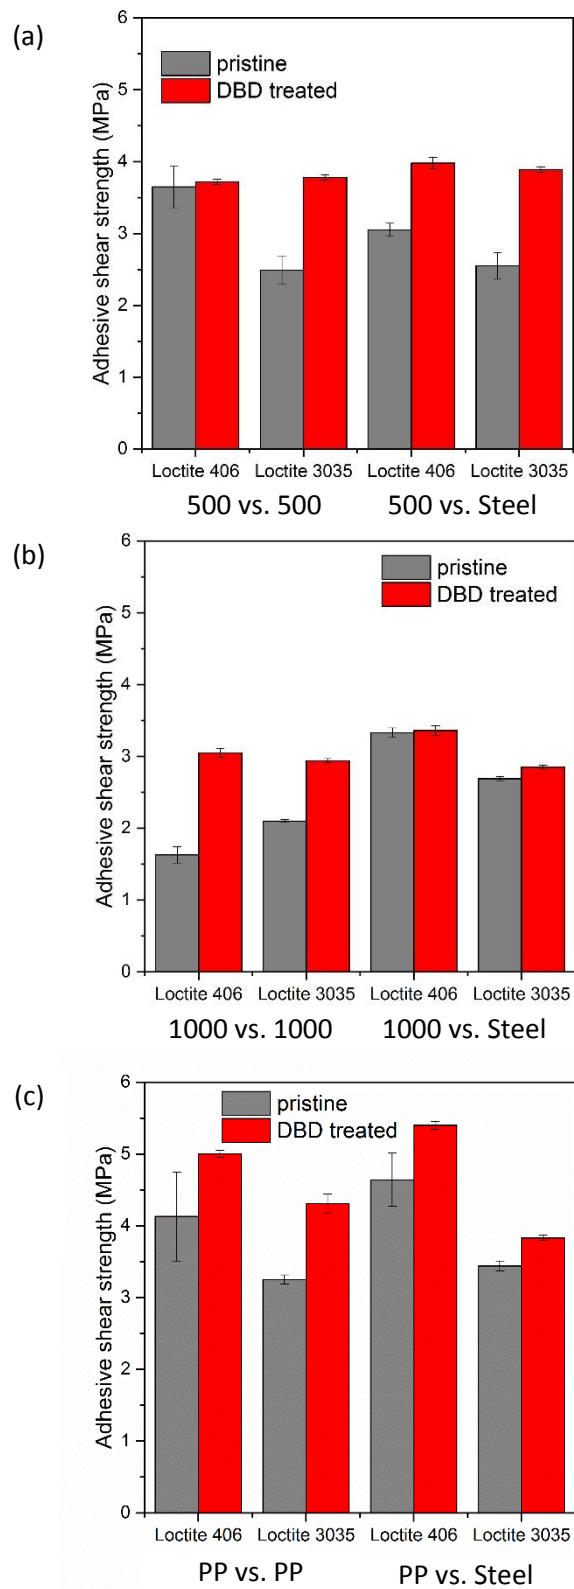 (a)
6
5
4
3
2
1
0
Adhesive shear strength (MPa)
pristine
DBD treated
Loctite 406 Loctite 3035 Loctite 406 Loctite 3035
500 vs. 500 500 vs. Steel
(b)
6
5
4
3
2
1
0
Adhesive shear strength (MPa)
pristine
DBD treated
Loctite 406 Loctite 3035 Loctite 406 Loctite 3035
1000 vs. 1000 1000 vs. Steel
(c)
6
5
4
3
2
1
0
Adhesive shear strength (MPa)
pristine
DBD treated
Loctite 406 Loctite 3035 Loctite 406 Loctite 3035
PP vs. PP PP vs. Steel